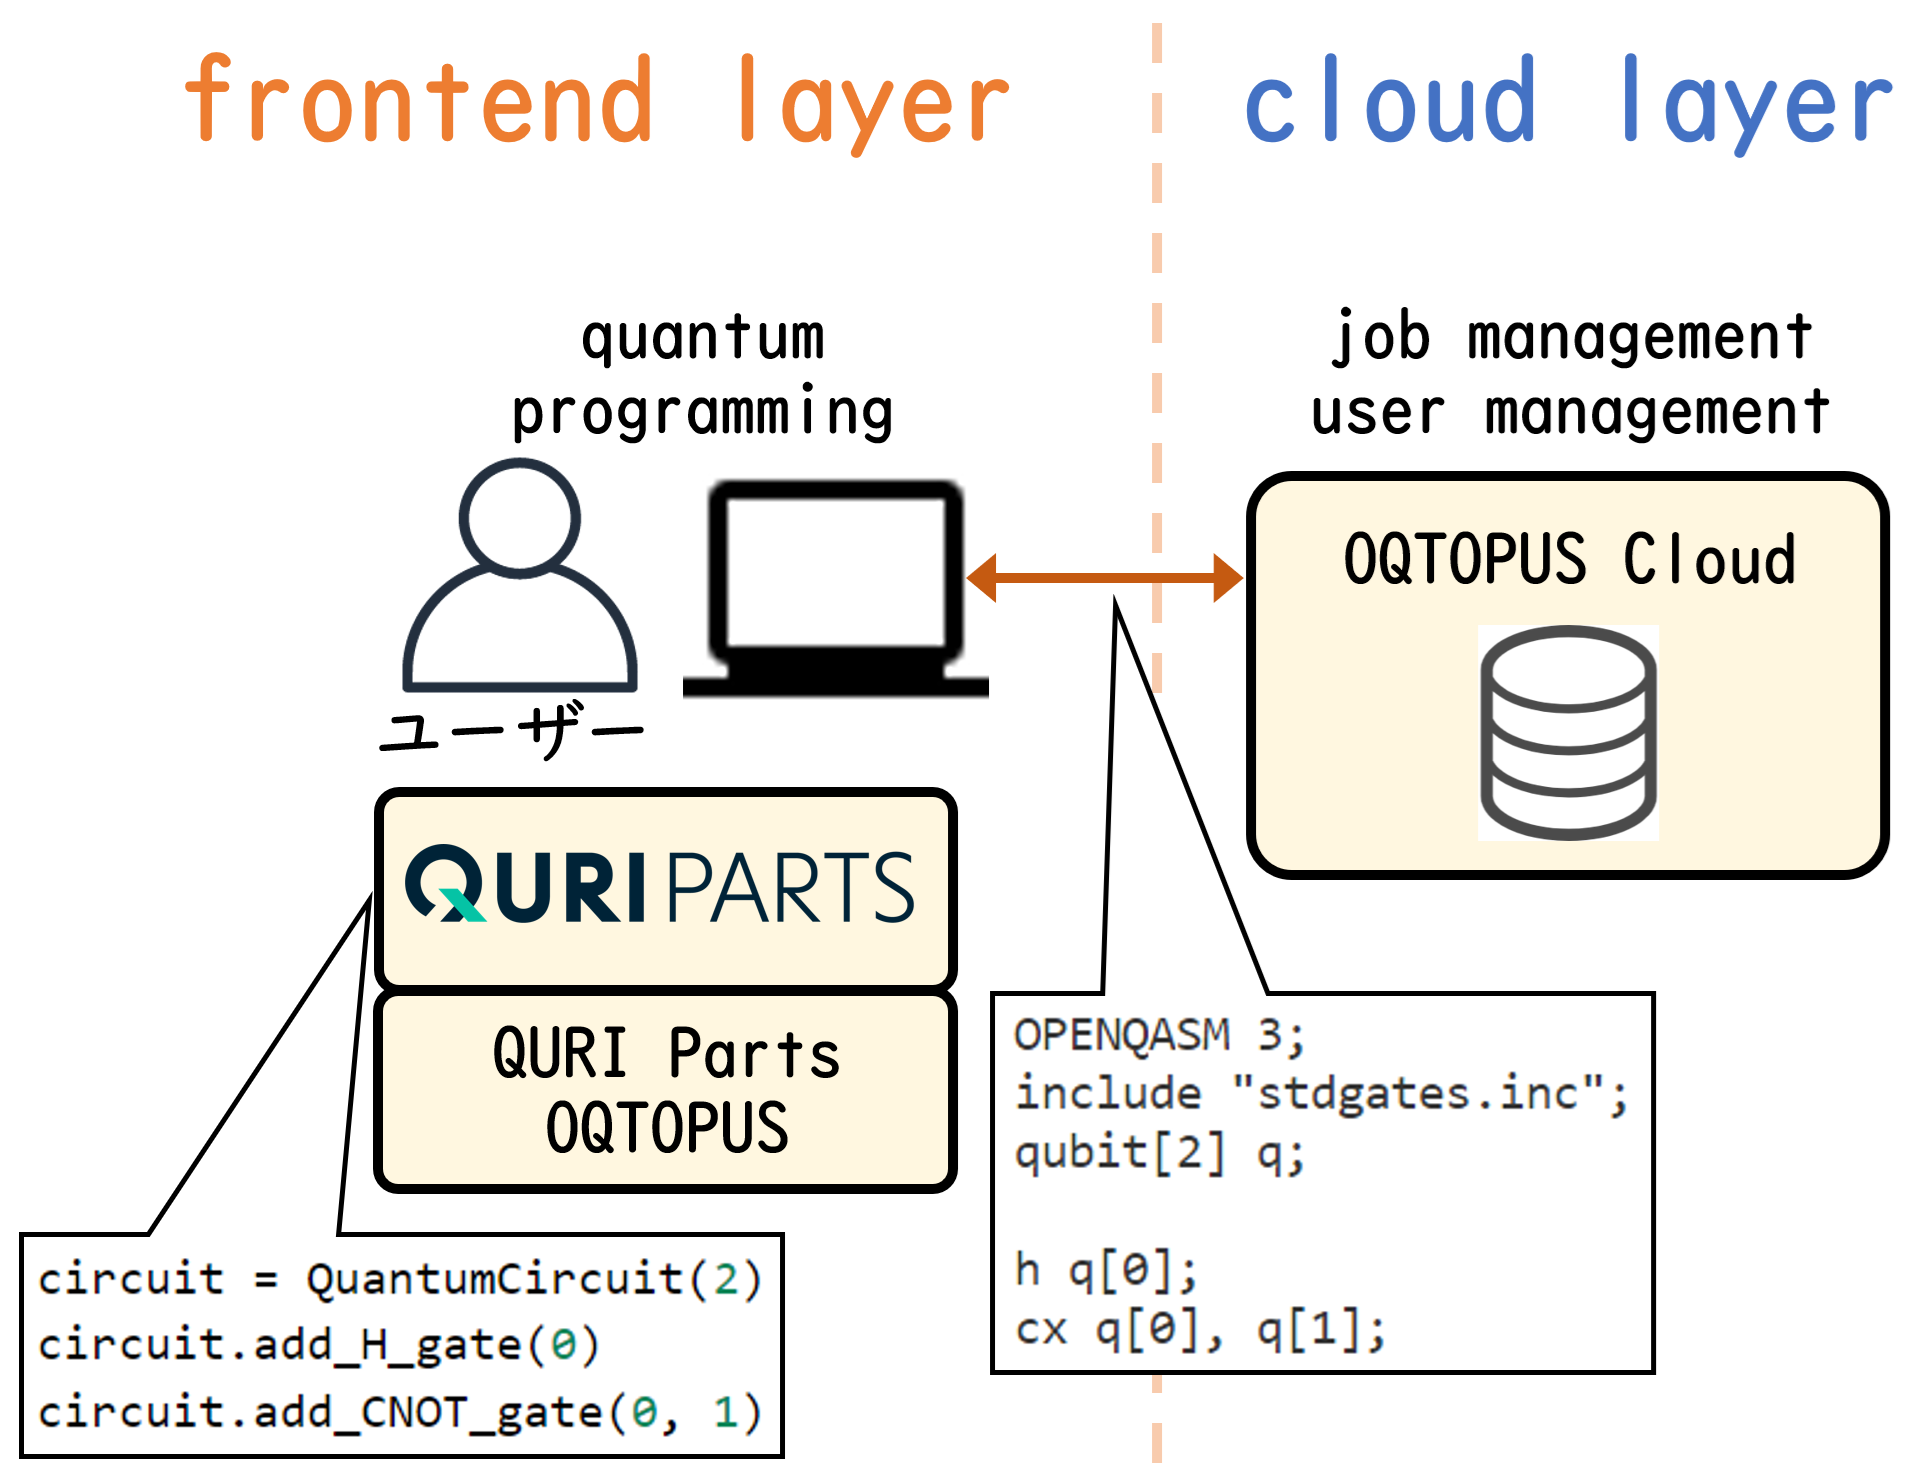 frontend layer
cloud layer
quantum
programming
job management
user management
OQTOPUS Cloud
ユーザー
QURI PARTS
QURI Parts
OQTOPUS
OPENQASM 3;
include "stdgates.inc";
qubit[2] q;
h q[0];
cx q[0], q[1];
circuit = QuantumCircuit(2)
circuit.add_H_gate(0)
circuit.add_CNOT_gate(0, 1)